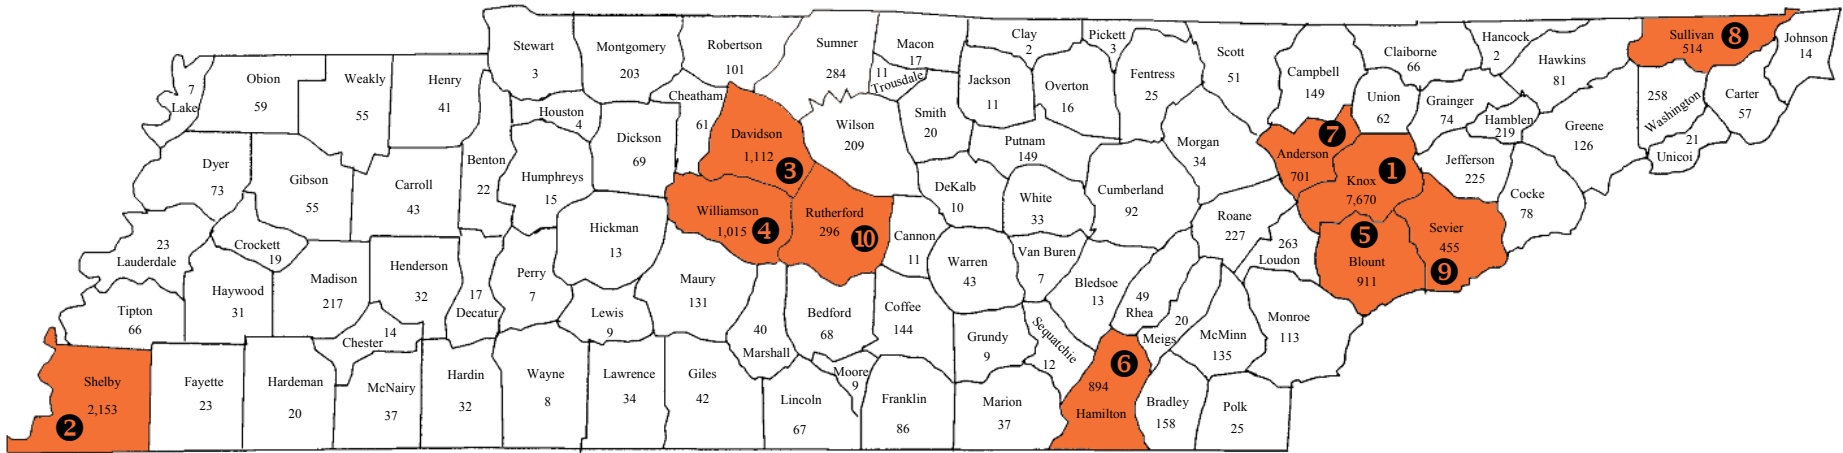 Stewart
3
Montgomery
203
Robertson
101
Sumner
284
Macon
17
11
Trousdale
Clay
2
Pickett
3
Scott
51
Campbell
149
Claiborne
66
Hancock
2
Hawkins
81
Sullivan
514
8
Johnson
14
7
Lake
Obion
59
Weakly
55
Henry
41
Houston
4
Cheatham
61
Jackson
11
Overton
16
Fentress
25
Union
62
Grainger
74
Hamblen
219
Greene
126
258
Washington
Carter
57
21
Unicoi
Dyer
73
Gibson
55
Carroll
43
Benton
22
Humphreys
15
Dickson
69
Davidson
1,112
3
Wilson
209
Smith
20
Putnam
149
Morgan
34
7
Anderson
701
Knox
1
7,670
Jefferson
225
Cocke
78
23
Lauderdale
Crockett
19
Madison
217
Henderson
32
17
Decatur
Perry
7
Hickman
13
Williamson
1,015
4
Rutherford
296
10
Cannon
11
DeKalb
10
White
33
Cumberland
92
Roane
227
263
Loudon
5
Blount
911
Sevier
455
9
Tipton
66
Haywood
31
14
Chester
Lewis
9
Maury
131
40
Marshall
Bedford
68
Coffee
144
Warren
43
Van Buren
7
Bledsoe
13
49
Rhea
20
Meigs
McMinn
135
Monroe
113
Shelby
2,153
2
Fayette
23
Hardeman
20
McNairy
37
Hardin
32
Wayne
8
Lawrence
34
Giles
42
Lincoln
67
Moore
9
Franklin
86
Grundy
9
Sequatchie
12
Marion
37
6
894
Hamilton
Bradley
158
Polk
25